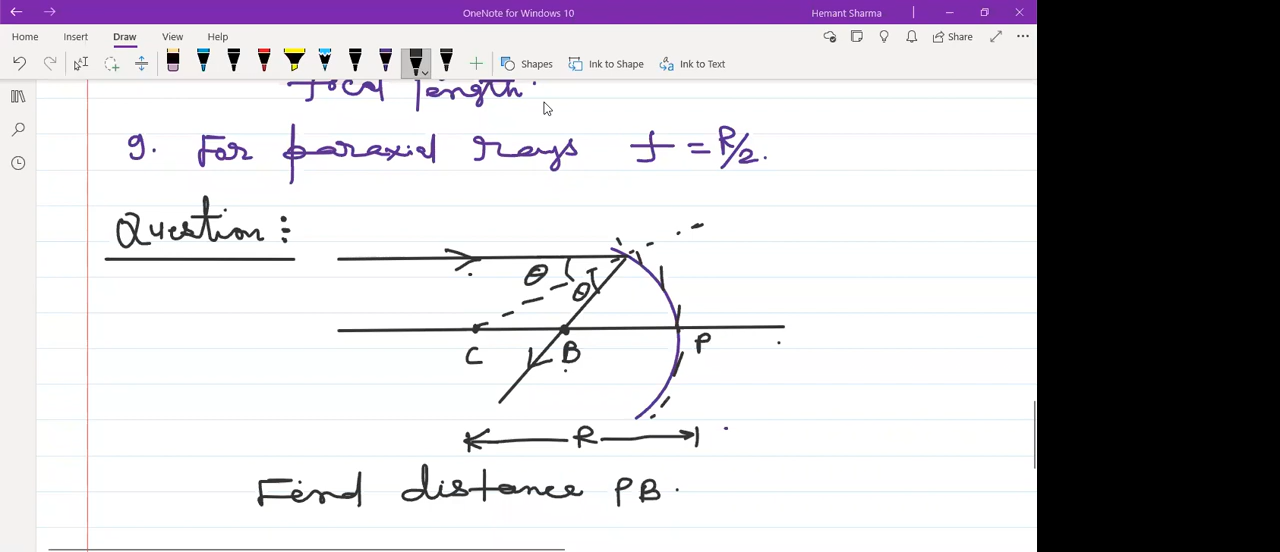 OneNote for Windows 10
Hemant Sharma
Home Insert Draw View Help
Share
Shapes Ink to Shape Ink to Text
focal length.
9. For paraxial rays f = R/2.
Question :
θ
θ
C B P
R
Find distance PB.